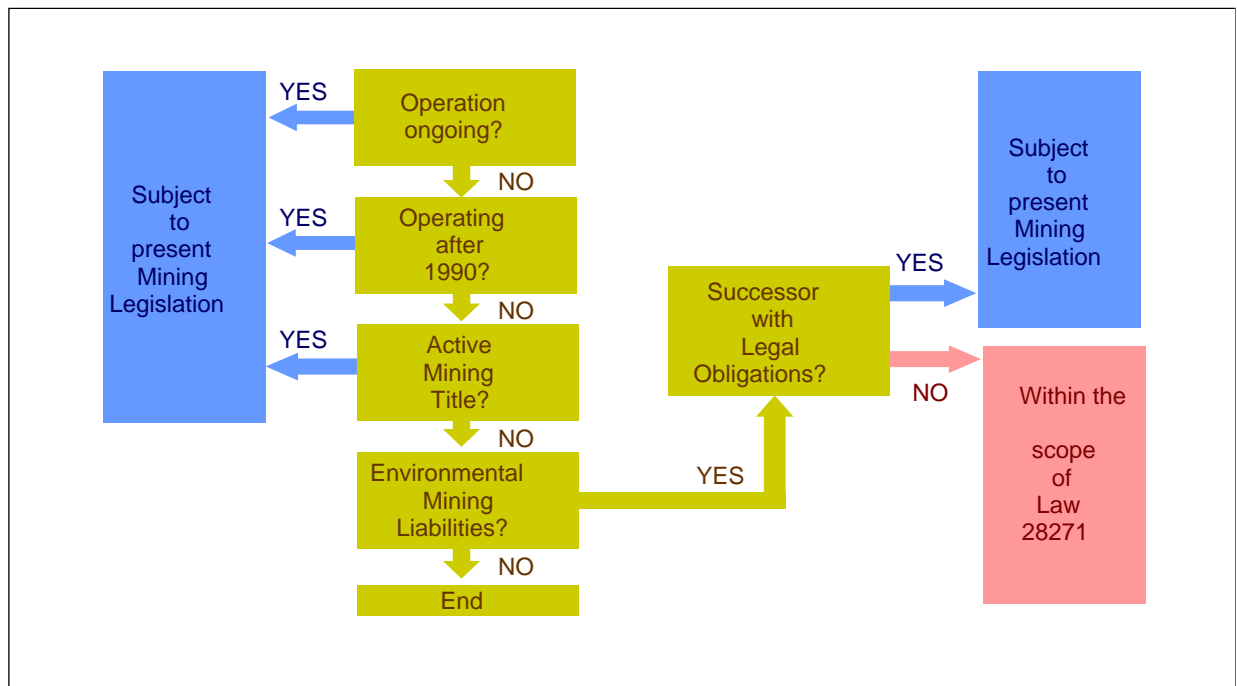 YES
Operation
ongoing?
NO
Subject
to
present
Mining
Legislation
YES
Operating
after
1990?
NO
YES
Active
Mining
Title?
NO
Environmental
Mining
Liabilities?
YES
NO
End
Successor
with
Legal
Obligations?
YES
Subject
to
present
Mining
Legislation
NO
Within the
scope
of
Law
28271